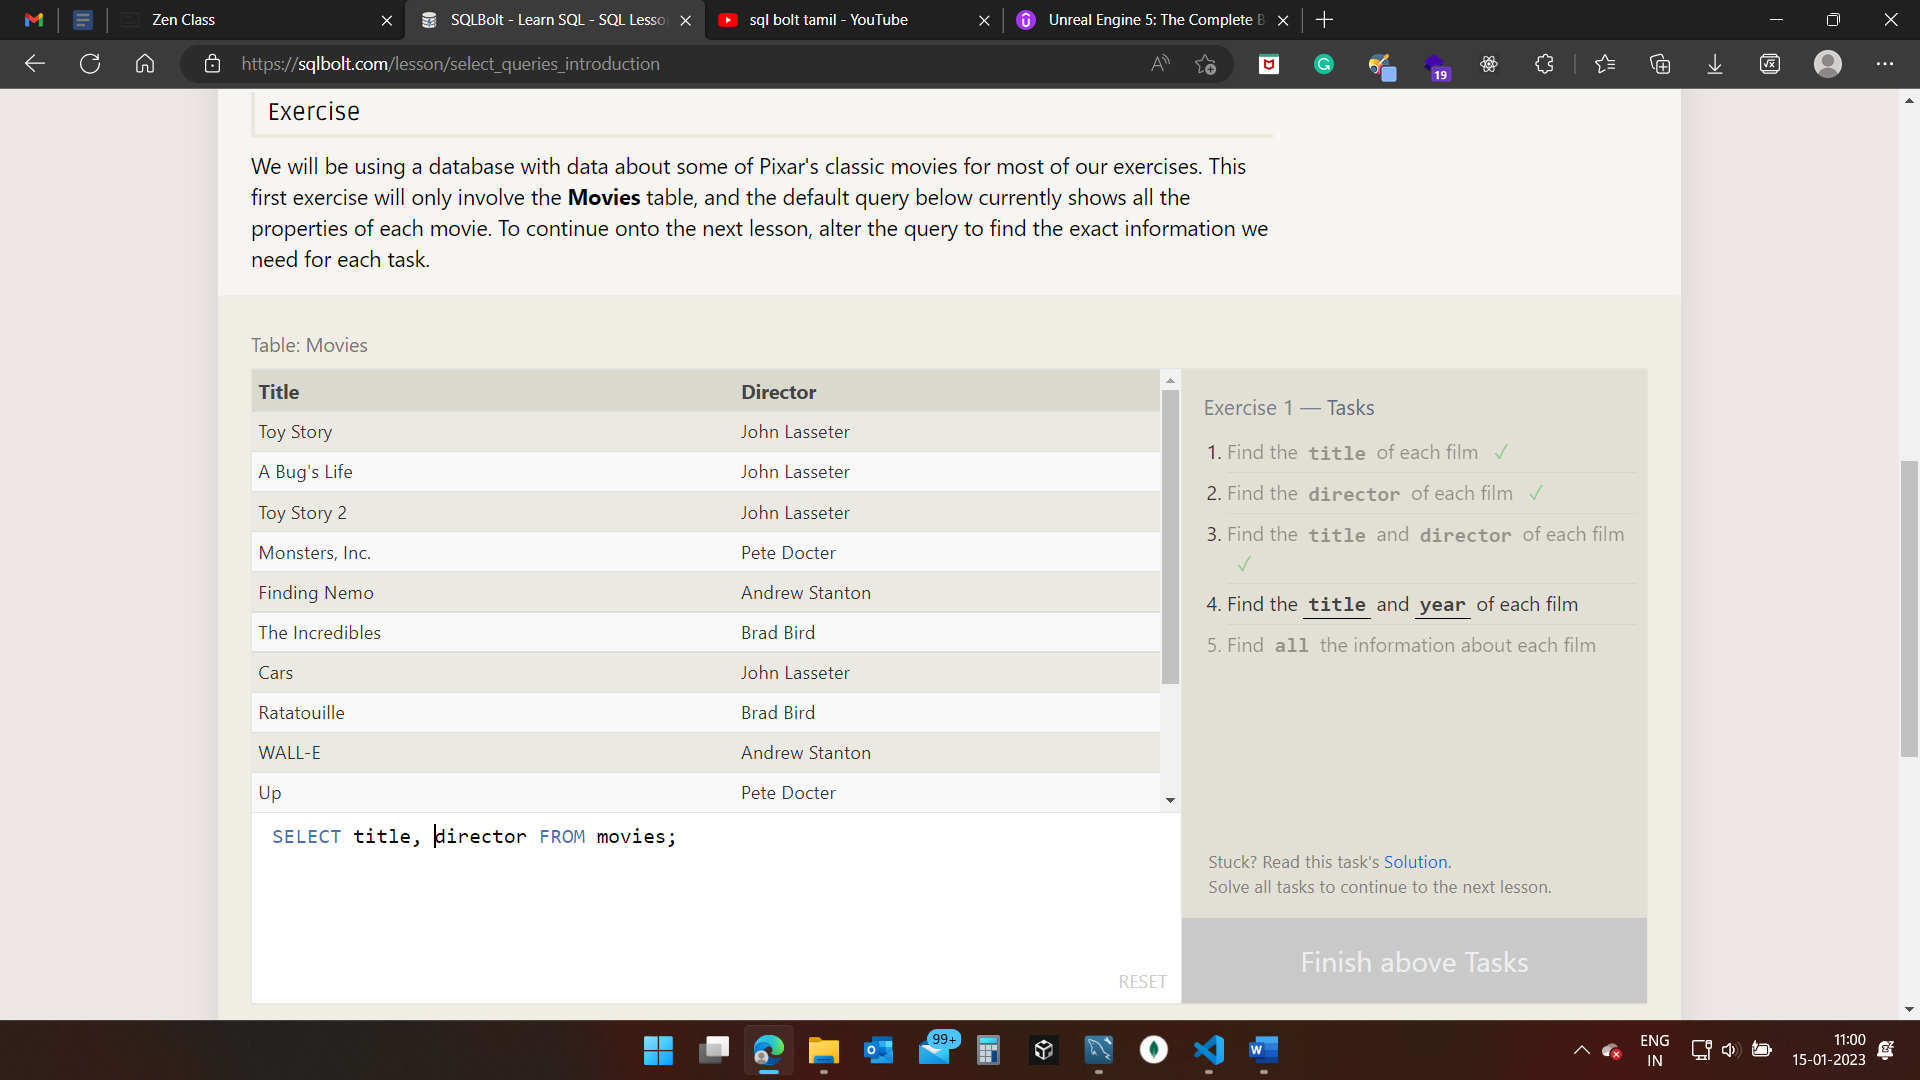 Zen Class
SQLBolt - Learn SQL - SQL Lesso
sql bolt tamil - YouTube
Unreal Engine 5: The Complete B
https://sqlbolt.com/lesson/select_queries_introduction
19
Exercise
We will be using a database with data about some of Pixar's classic movies for most of our exercises. This
first exercise will only involve the Movies table, and the default query below currently shows all the
properties of each movie. To continue onto the next lesson, alter the query to find the exact information we
need for each task.
Table: Movies
Title Director
Toy Story John Lasseter
A Bug's Life John Lasseter
Toy Story 2 John Lasseter
Monsters, Inc. Pete Docter
Finding Nemo Andrew Stanton
The Incredibles Brad Bird
Cars John Lasseter
Ratatouille Brad Bird
WALL-E Andrew Stanton
Up Pete Docter
SELECT title, director FROM movies;
RESET
Exercise 1 — Tasks
1. Find the title of each film ✓
2. Find the director of each film ✓
3. Find the title and director of each film
✓
4. Find the title and year of each film
5. Find all the information about each film
Stuck? Read this task's Solution.
Solve all tasks to continue to the next lesson.
Finish above Tasks
99+
ENG
IN
11:00
15-01-2023